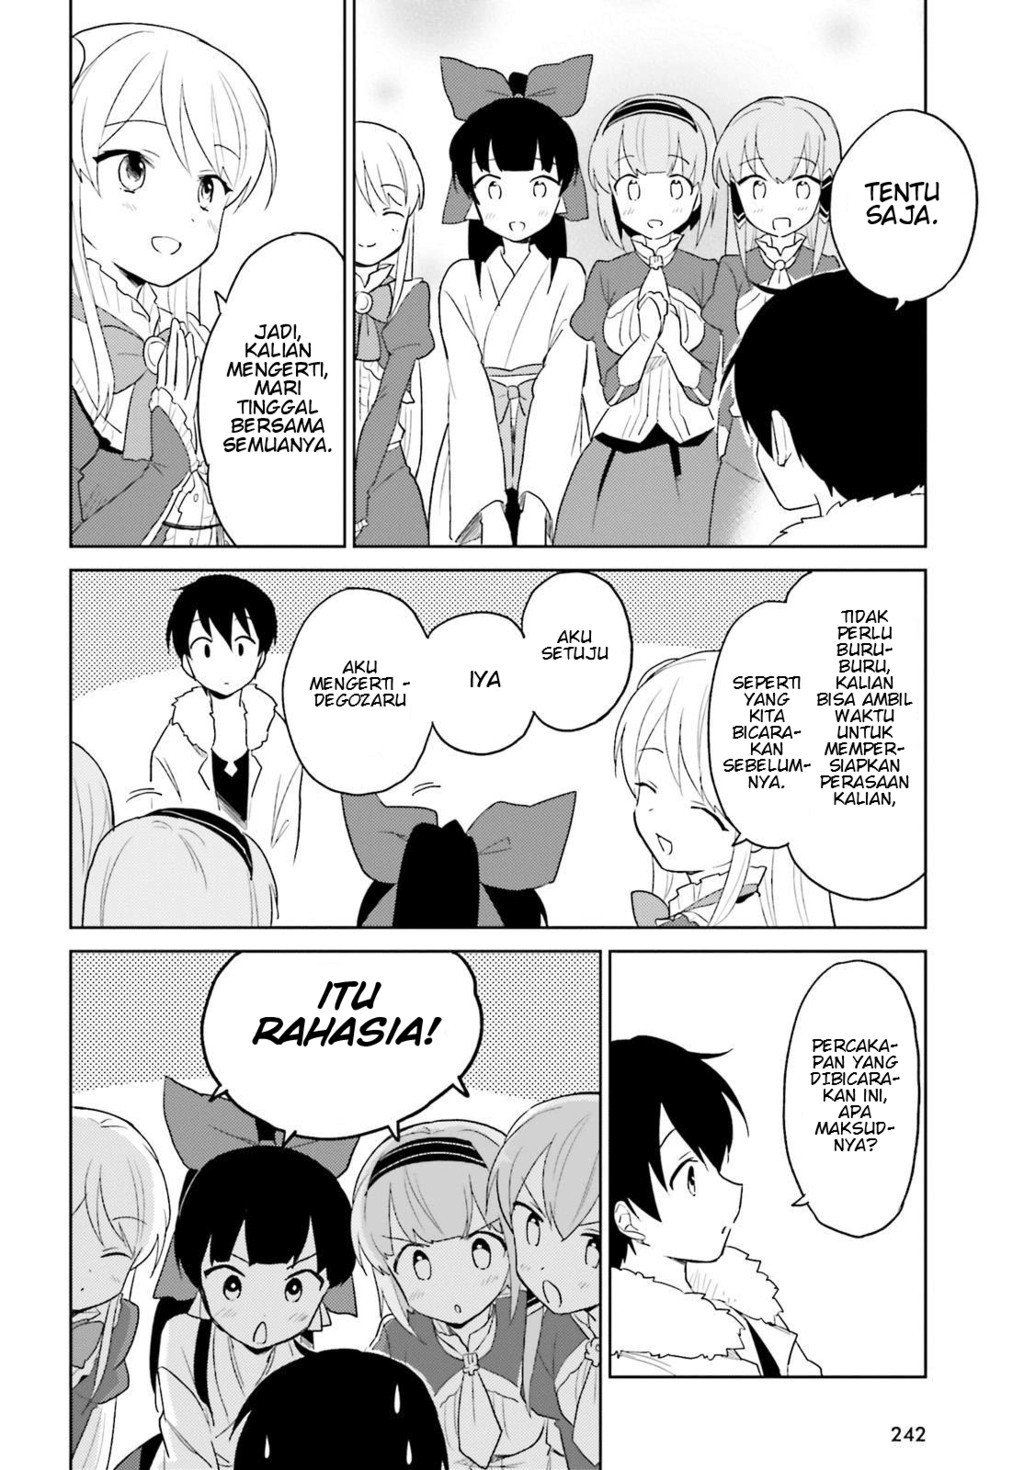 TENTU
SAJA.
JADI,
KALIAN
MENGERTI,
MARI
TINGGAL
BERSAMA
SEMUANYA.
TIDAK
PERLU
BURU-
BURU,
KALIAN
BISA AMBIL
WAKTU
UNTUK
MEMPER-
SIAPKAN
PERASAAN
KALIAN,
SEPERTI
YANG
KITA
BICARA-
KAN
SEBELUM-
NYA.
AKU
SETUJU
IYA
AKU
MENGERTI -
DEGOZARU
PERCAKA-
PAN YANG
DIBICARA-
KAN INI,
APA
MAKSUD-
NYA?
ITU
RAHASIA!
242